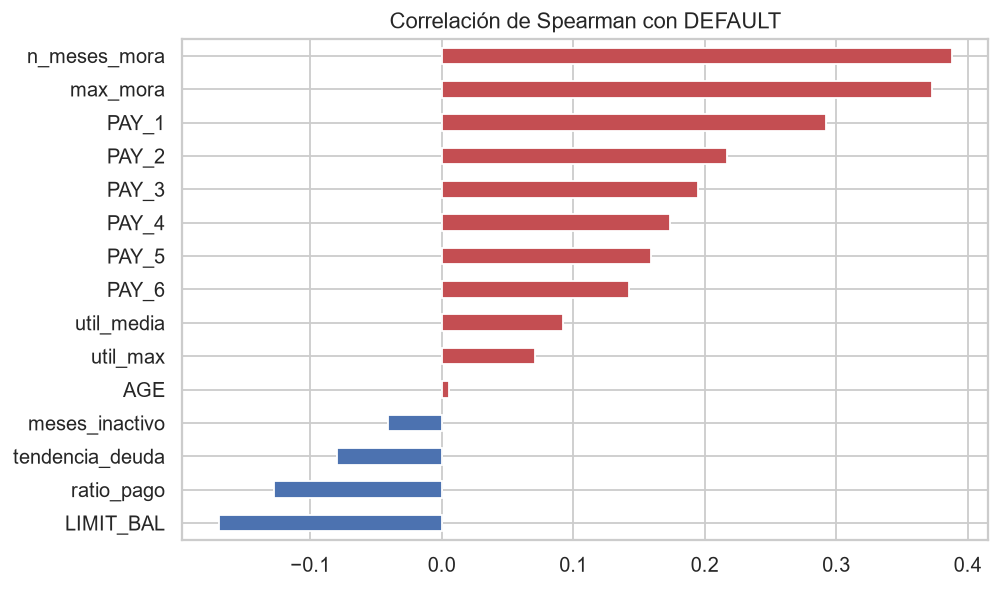 Correlación de Spearman con DEFAULT
n_meses_mora
max_mora
PAY_1
PAY_2
PAY_3
PAY_4
PAY_5
PAY_6
util_media
util_max
AGE
meses_inactivo
tendencia_deuda
ratio_pago
LIMIT_BAL
−0.1 0.0 0.1 0.2 0.3 0.4